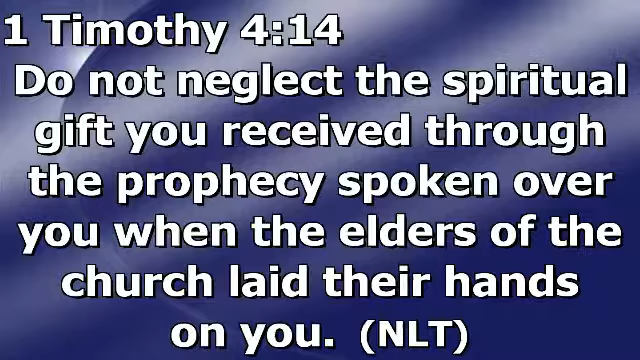 1 Timothy 4:14
Do not neglect the spiritual
gift you received through
the prophecy spoken over
you when the elders of the
church laid their hands
on you. (NLT)